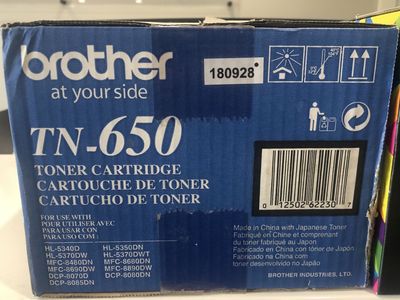 brother
at your side
180928
TN-650
TONER CARTRIDGE
CARTOUCHE DE TONER
CARTUCHO DE TONER
FOR USE WITH
POUR UTILISER AVEC
PARA USAR CON
PARA USO COM:
HL-5340D HL-5350DN
HL-5370DW HL-5370DWT
MFC-8480DN MFC-8680DN
MFC-8690DW MFC-8890DW
DCP-8070D DCP-8080DN
DCP-8085DN
0 12502 62230 7
Made in China with Japanese Toner
Fabriqué en Chine et comprenant
du toner fabriqué au Japon
Fabricado en China con tóner de Japón
Fabricado na China com toner
desenvolvido no Japão
BROTHER INDUSTRIES, LTD.